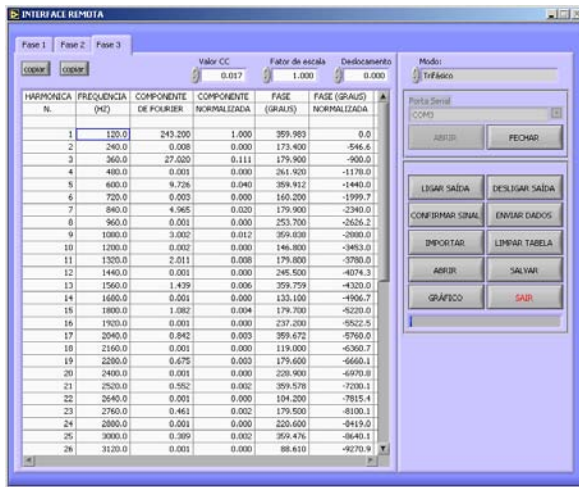 INTERFACE REMOTA
Fase 1 Fase 2 Fase 3
copiar copiar
Valor CC Fator de escala Deslocamento
0.017 1.000 0.000
HARMONICA FREQUENCIA COMPONENTE COMPONENTE FASE FASE (GRAUS)
N. (HZ) DE FOURIER NORMALIZADA (GRAUS) NORMALIZADA
1 120.0 243.200 1.000 359.983 0.0
2 240.0 0.008 0.000 173.400 -546.6
3 360.0 27.020 0.111 179.900 -900.0
4 480.0 0.001 0.000 261.920 -1178.0
5 600.0 9.726 0.040 359.912 -1440.0
6 720.0 0.003 0.000 160.200 -1999.7
7 840.0 4.965 0.020 179.900 -2340.0
8 960.0 0.001 0.000 253.700 -2626.2
9 1080.0 3.002 0.012 359.838 -2880.0
10 1200.0 0.002 0.000 146.800 -3453.0
11 1320.0 2.011 0.008 179.800 -3780.0
12 1440.0 0.001 0.000 245.500 -4074.3
13 1560.0 1.439 0.006 359.759 -4320.0
14 1680.0 0.001 0.000 133.100 -4906.7
15 1800.0 1.082 0.004 179.700 -5220.0
16 1920.0 0.001 0.000 237.200 -5522.5
17 2040.0 0.842 0.003 359.672 -5760.0
18 2160.0 0.001 0.000 119.000 -6360.7
19 2280.0 0.675 0.003 179.600 -6660.1
20 2400.0 0.001 0.000 228.900 -6970.8
21 2520.0 0.552 0.002 359.578 -7200.1
22 2640.0 0.001 0.000 104.200 -7815.4
23 2760.0 0.461 0.002 179.500 -8100.1
24 2880.0 0.001 0.000 220.600 -8419.0
25 3000.0 0.389 0.002 359.476 -8640.1
26 3120.0 0.001 0.000 88.610 -9270.9
Modo:
Trifásico
Porta Serial
COM3
ABRIR FECHAR
LIGAR SAÍDA DESLIGAR SAÍDA
CONFIRMAR SINAL ENVIAR DADOS
IMPORTAR LIMPAR TABELA
ABRIR SALVAR
GRÁFICO SAIR